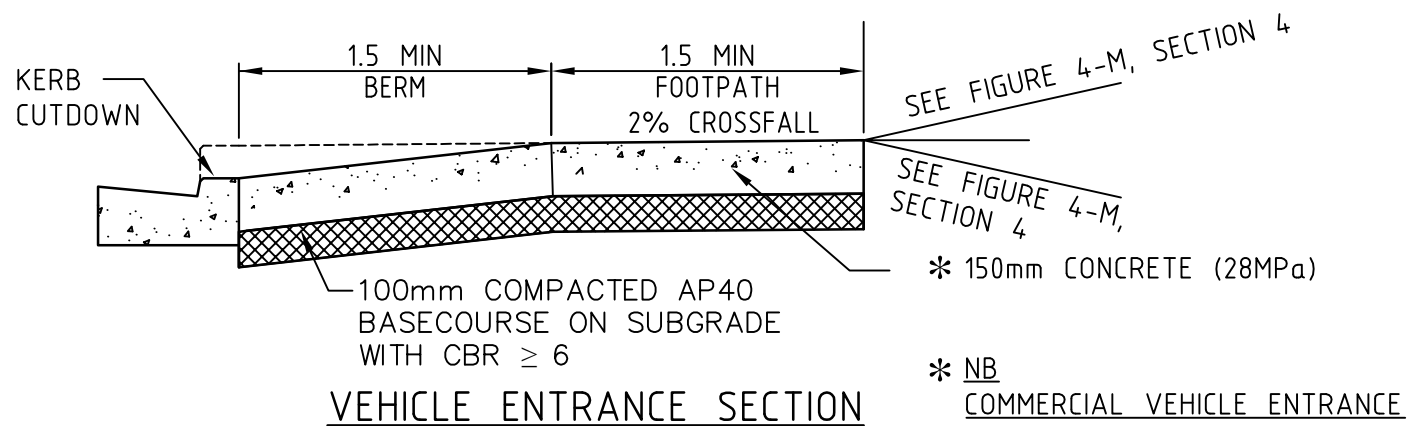 1.5 MIN
BERM
1.5 MIN
FOOTPATH
2% CROSSFALL
KERB
CUTDOWN
SEE FIGURE 4-M, SECTION 4
SEE FIGURE 4-M,
SECTION 4
* 150mm CONCRETE (28MPa)
100mm COMPACTED AP40
BASECOURSE ON SUBGRADE
WITH CBR ≥ 6
* NB
COMMERCIAL VEHICLE ENTRANCE
VEHICLE ENTRANCE SECTION